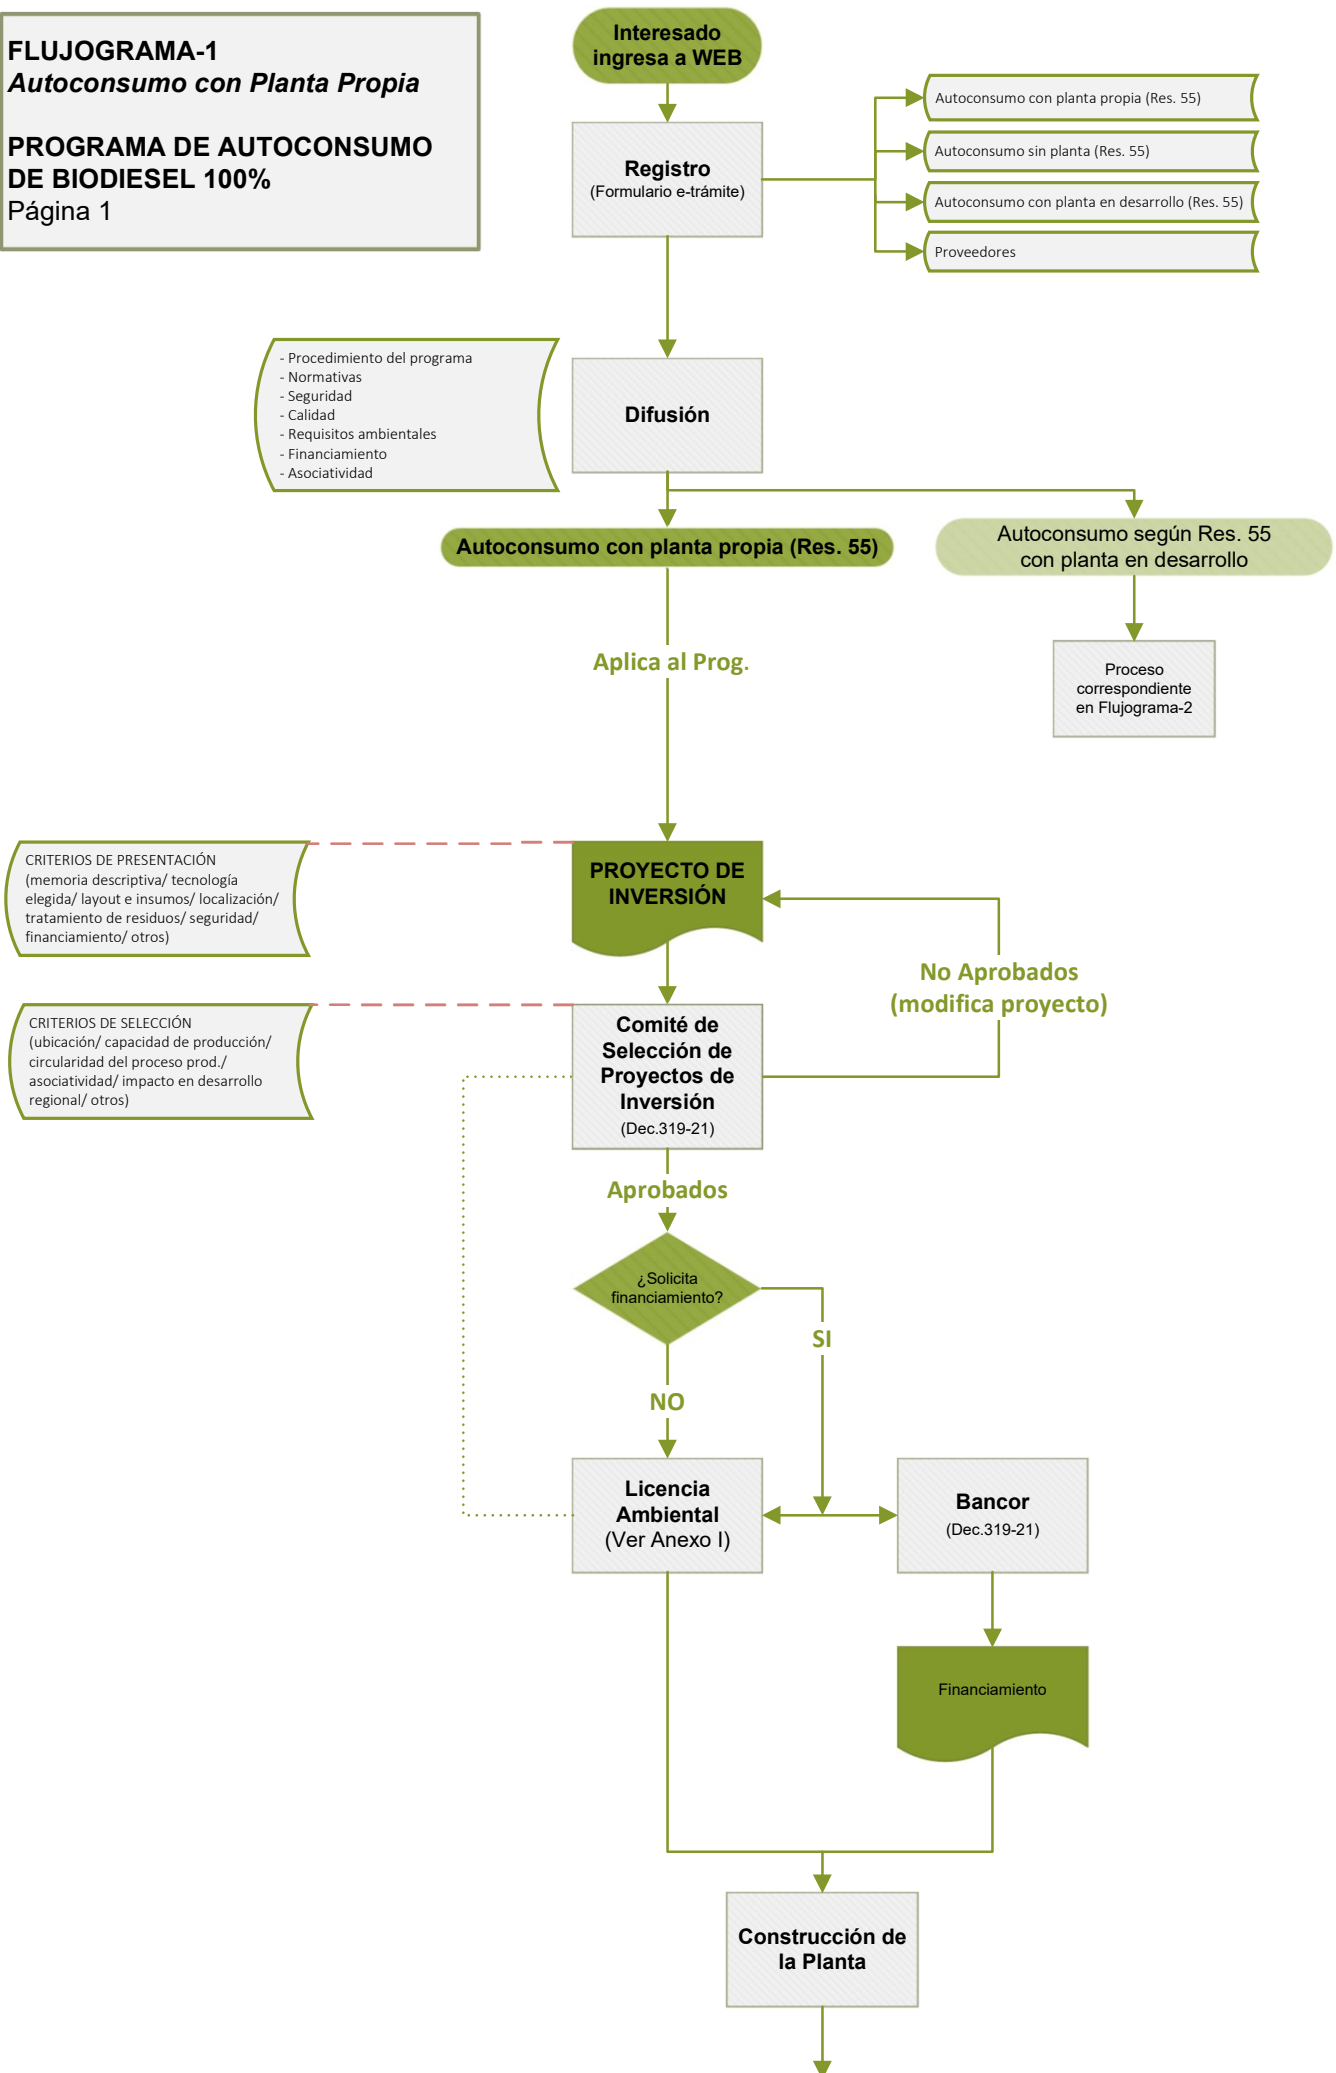 FLUJOGRAMA-1
Autoconsumo con Planta Propia
PROGRAMA DE AUTOCONSUMO
DE BIODIESEL 100%
Página 1
Interesado
ingresa a WEB
Registro
(Formulario e-trámite)
Autoconsumo con planta propia (Res. 55)
Autoconsumo sin planta (Res. 55)
Autoconsumo con planta en desarrollo (Res. 55)
Proveedores
- Procedimiento del programa
- Normativas
- Seguridad
- Calidad
- Requisitos ambientales
- Financiamiento
- Asociatividad
Difusión
Autoconsumo con planta propia (Res. 55)
Autoconsumo según Res. 55
con planta en desarrollo
Aplica al Prog.
Proceso
correspondiente
en Flujograma-2
CRITERIOS DE PRESENTACIÓN
(memoria descriptiva/ tecnología
elegida/ layout e insumos/ localización/
tratamiento de residuos/ seguridad/
financiamiento/ otros)
PROYECTO DE
INVERSIÓN
No Aprobados
(modifica proyecto)
CRITERIOS DE SELECCIÓN
(ubicación/ capacidad de producción/
circularidad del proceso prod./
asociatividad/ impacto en desarrollo
regional/ otros)
Comité de
Selección de
Proyectos de
Inversión
(Dec.319-21)
Aprobados
¿Solicita
financiamiento?
SI
NO
Licencia
Ambiental
(Ver Anexo I)
Bancor
(Dec.319-21)
Financiamiento
Construcción de
la Planta